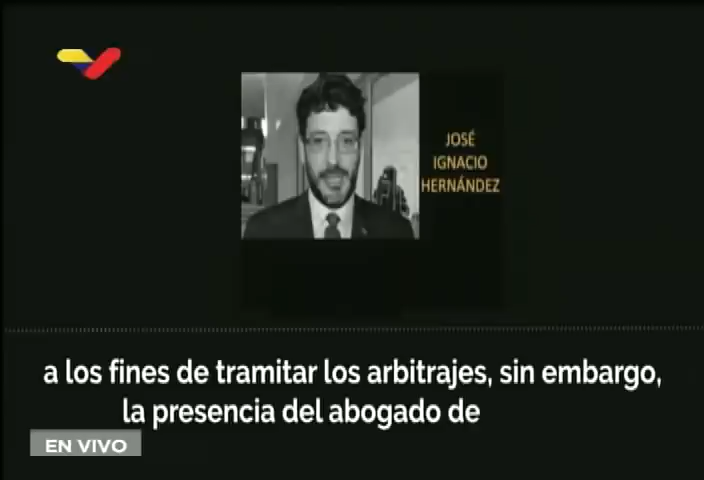 JOSÉ
IGNACIO
HERNÁNDEZ
a los fines de tramitar los arbitrajes, sin embargo,
la presencia del abogado de
EN VIVO